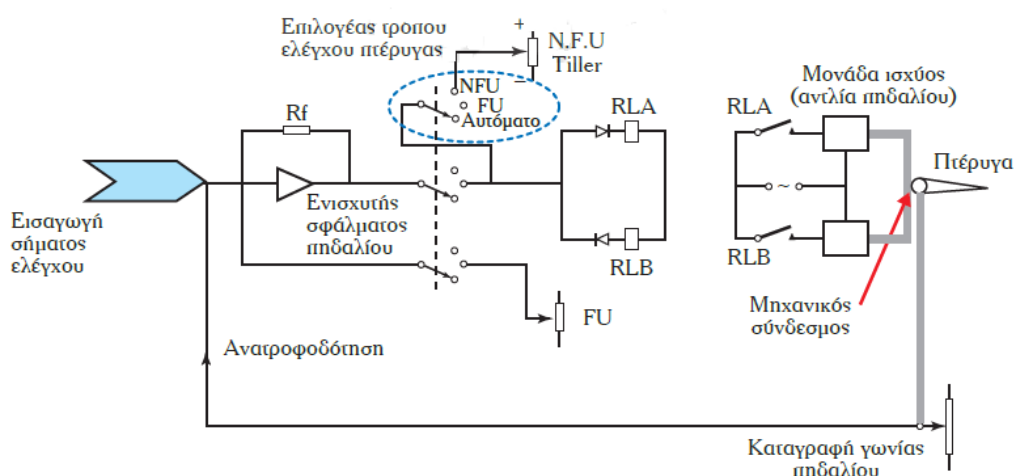 Επιλογέας τρόπου
ελέγχου πτέρυγας
+
N.F.U
Tiller
−
NFU
FU
Αυτόματο
Rf
RLA
RLB
Ενισχυτής
σφάλματος
πηδαλίου
Εισαγωγή
σήματος
ελέγχου
FU
Ανατροφοδότηση
Μονάδα ισχύος
(αντλία πηδαλίου)
RLA
~
RLB
Πτέρυγα
Μηχανικός
σύνδεσμος
Καταγραφή γωνίας
πηδαλίου